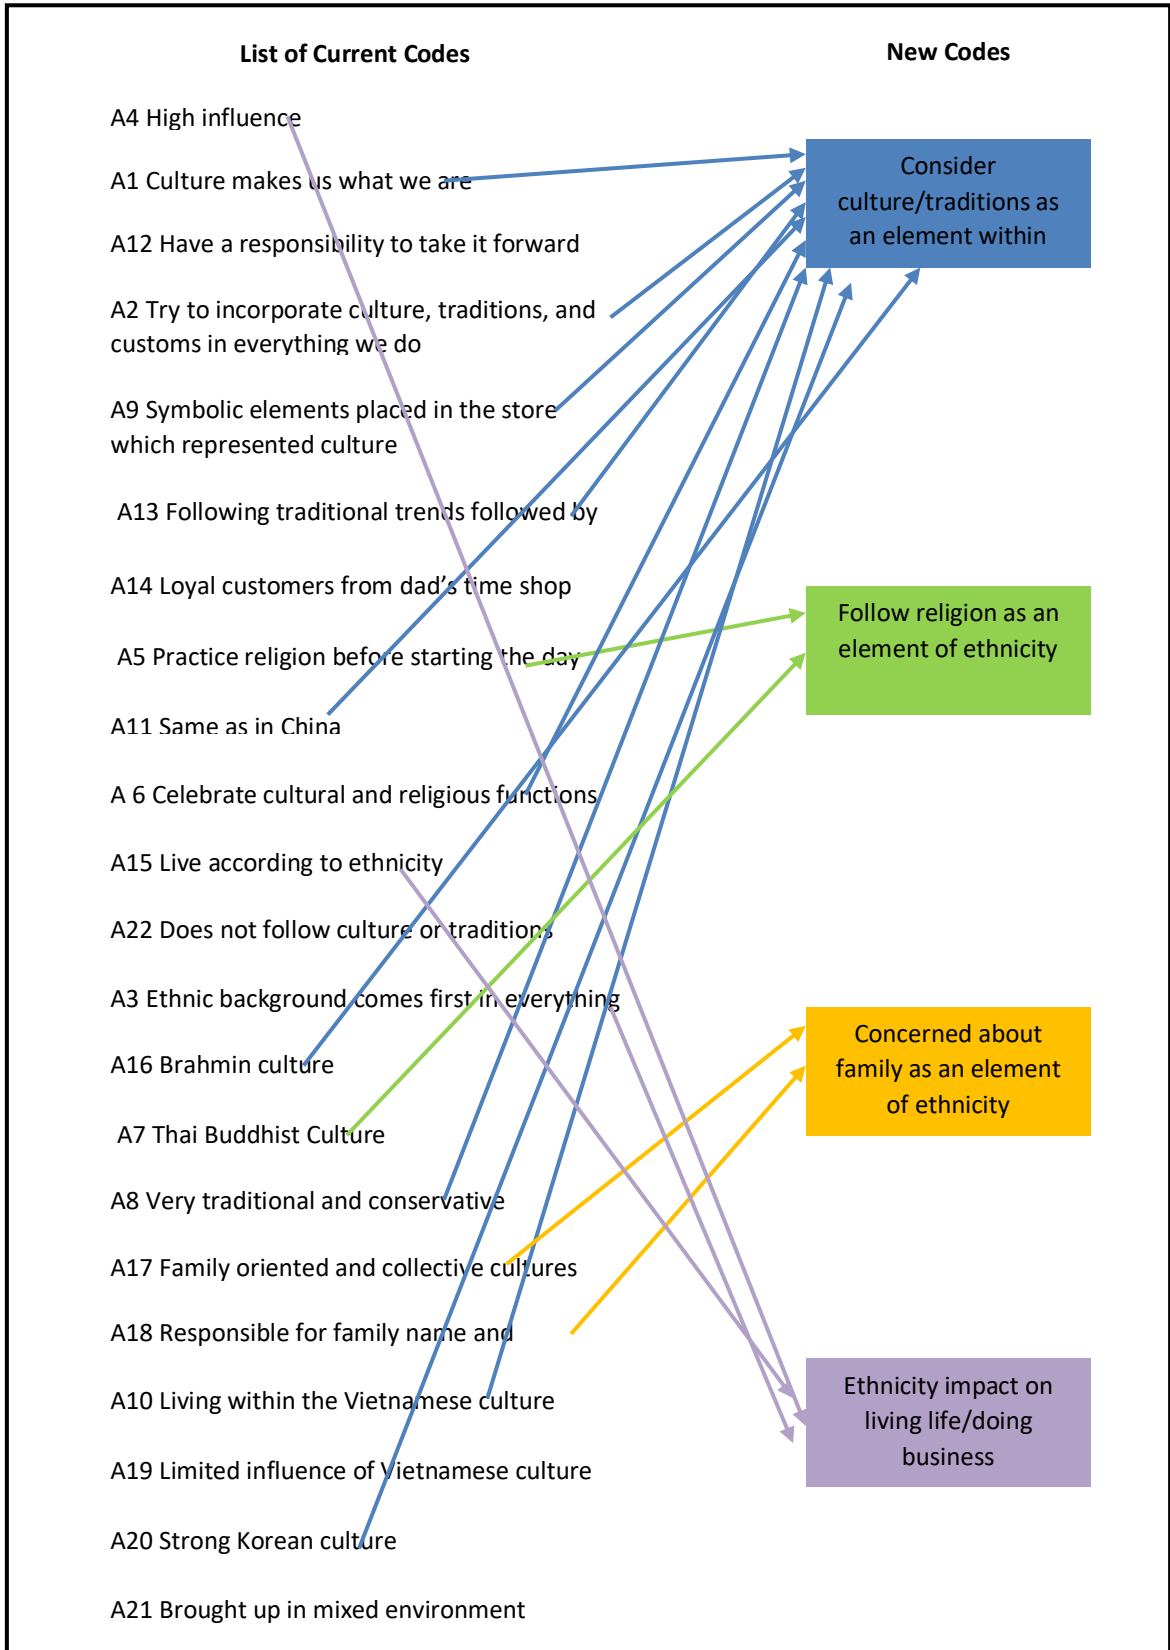 List of Current Codes
New Codes
A4 High influence
A1 Culture makes us what we are
A12 Have a responsibility to take it forward
A2 Try to incorporate culture, traditions, and
customs in everything we do
A9 Symbolic elements placed in the store
which represented culture
A13 Following traditional trends followed by
A14 Loyal customers from dad's time shop
A5 Practice religion before starting the day
A11 Same as in China
A 6 Celebrate cultural and religious functions
A15 Live according to ethnicity
A22 Does not follow culture or traditions
A3 Ethnic background comes first in everything
A16 Brahmin culture
A7 Thai Buddhist Culture
A8 Very traditional and conservative
A17 Family oriented and collective cultures
A18 Responsible for family name and
A10 Living within the Vietnamese culture
A19 Limited influence of Vietnamese culture
A20 Strong Korean culture
A21 Brought up in mixed environment
Consider
culture/traditions as
an element within
Follow religion as an
element of ethnicity
Concerned about
family as an element
of ethnicity
Ethnicity impact on
living life/doing
business